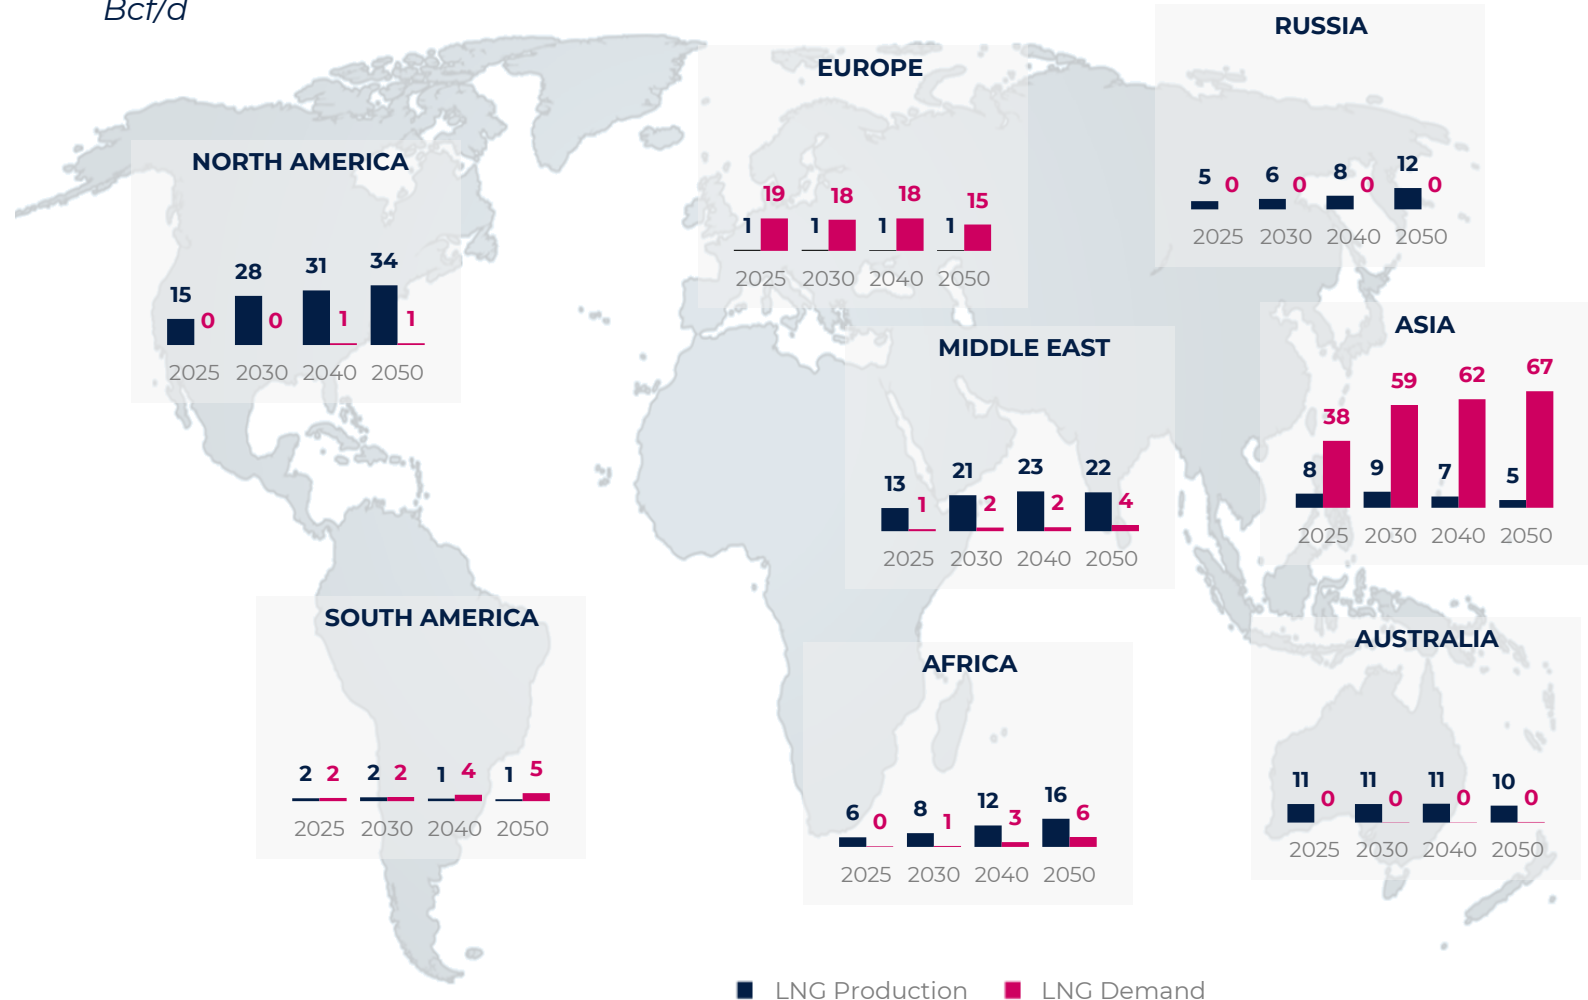 Bcf/d
RUSSIA
5 0 6 0 8 0 12 0
2025 2030 2040 2050
EUROPE
1 19 1 18 1 18 1 15
2025 2030 2040 2050
NORTH AMERICA
15 0 28 0 31 1 34 1
2025 2030 2040 2050
ASIA
8 38 9 59 7 62 5 67
2025 2030 2040 2050
MIDDLE EAST
13 1 21 2 23 2 22 4
2025 2030 2040 2050
SOUTH AMERICA
2 2 2 2 1 4 1 5
2025 2030 2040 2050
AFRICA
6 0 8 1 12 3 16 6
2025 2030 2040 2050
AUSTRALIA
11 0 11 0 11 0 10 0
2025 2030 2040 2050
LNG Production LNG Demand